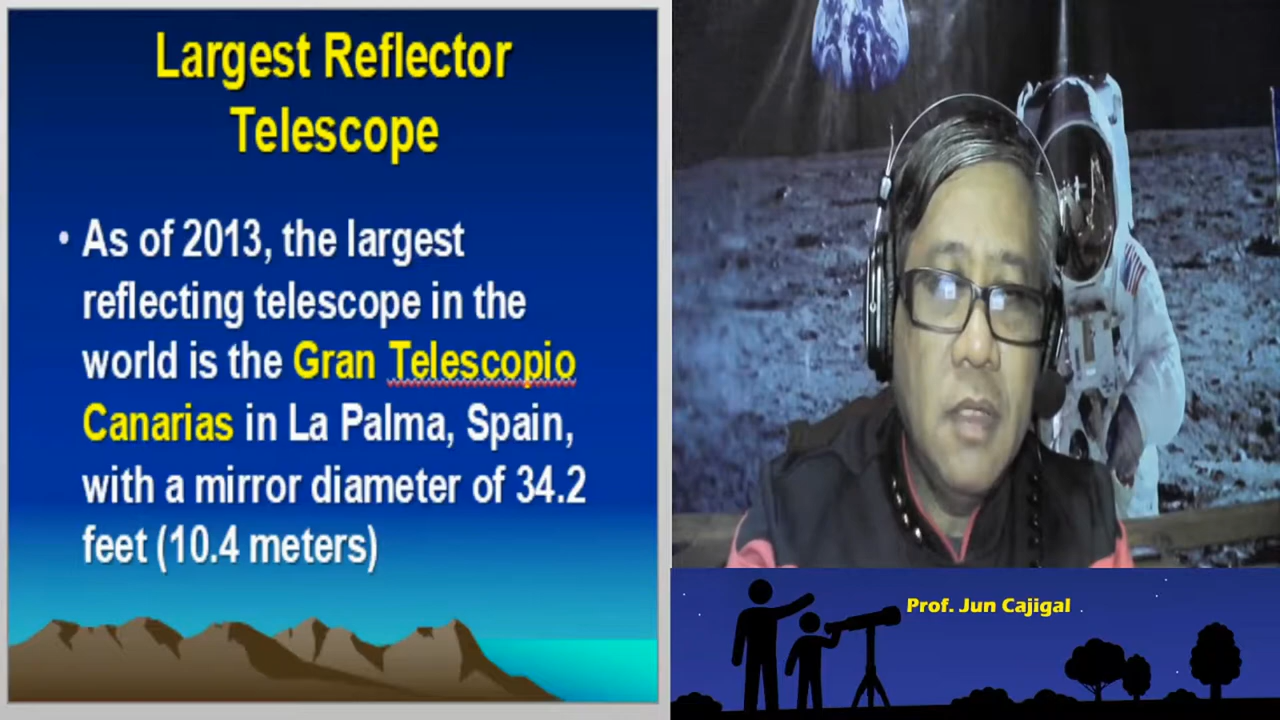 Largest Reflector
Telescope
• As of 2013, the largest
reflecting telescope in the
world is the Gran Telescopio
Canarias in La Palma, Spain,
with a mirror diameter of 34.2
feet (10.4 meters)
Prof. Jun Cajigal